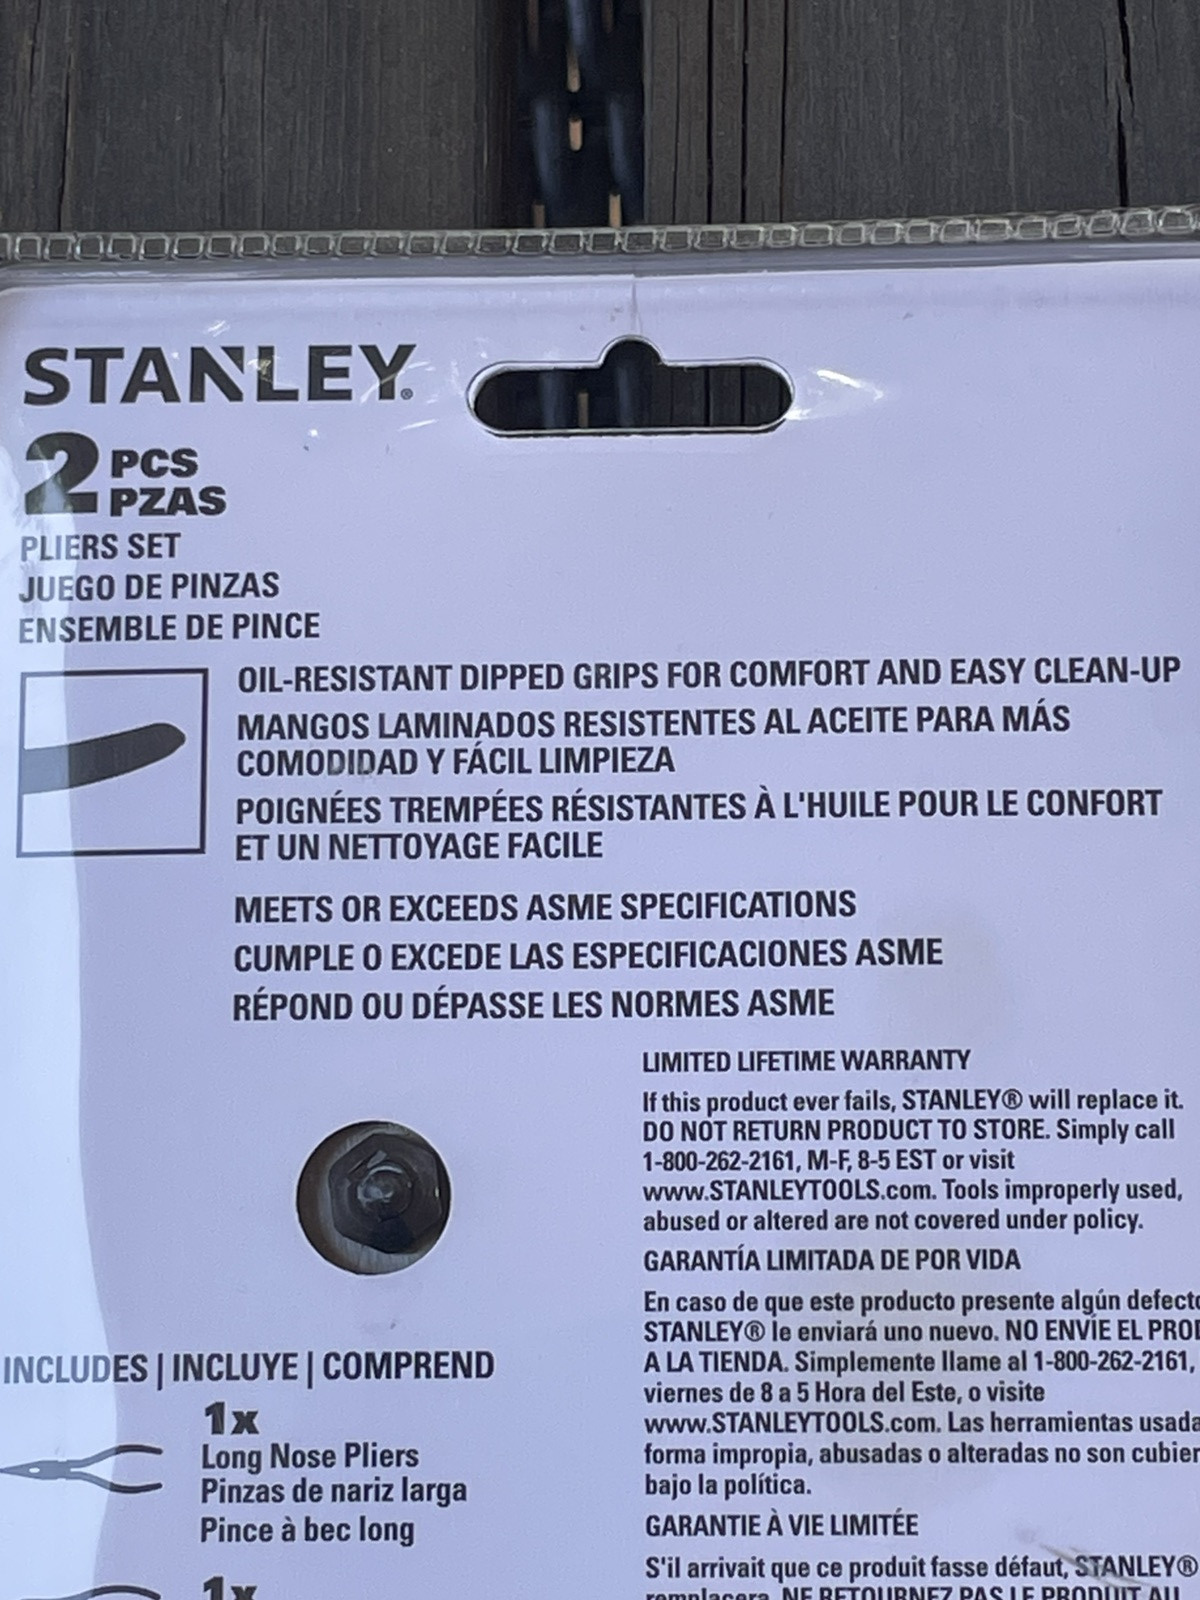 STANLEY®
2 PCS
PZAS
PLIERS SET
JUEGO DE PINZAS
ENSEMBLE DE PINCE
OIL-RESISTANT DIPPED GRIPS FOR COMFORT AND EASY CLEAN-UP
MANGOS LAMINADOS RESISTENTES AL ACEITE PARA MÁS
COMODIDAD Y FÁCIL LIMPIEZA
POIGNÉES TREMPÉES RÉSISTANTES À L'HUILE POUR LE CONFORT
ET UN NETTOYAGE FACILE
MEETS OR EXCEEDS ASME SPECIFICATIONS
CUMPLE O EXCEDE LAS ESPECIFICACIONES ASME
RÉPOND OU DÉPASSE LES NORMES ASME
LIMITED LIFETIME WARRANTY
If this product ever fails, STANLEY® will replace it.
DO NOT RETURN PRODUCT TO STORE. Simply call
1-800-262-2161, M-F, 8-5 EST or visit
www.STANLEYTOOLS.com. Tools improperly used,
abused or altered are not covered under policy.
GARANTÍA LIMITADA DE POR VIDA
En caso de que este producto presente algún defecto
STANLEY® le enviará uno nuevo. NO ENVÍE EL
A LA TIENDA. Simplemente llame al 1-800-262-2161,
viernes de 8 a 5 Hora del Este, o visite
www.STANLEYTOOLS.com. Las herramientas
forma impropia, abusadas o alteradas no son
bajo la política.
GARANTIE À VIE LIMITÉE
S'il arrivait que ce produit fasse défaut, STANLEY®
remplacera. NE RETOURNEZ PAS LE PRODUIT AU
INCLUDES | INCLUYE | COMPREND
1x
Long Nose Pliers
Pinzas de nariz larga
Pince à bec long
1x